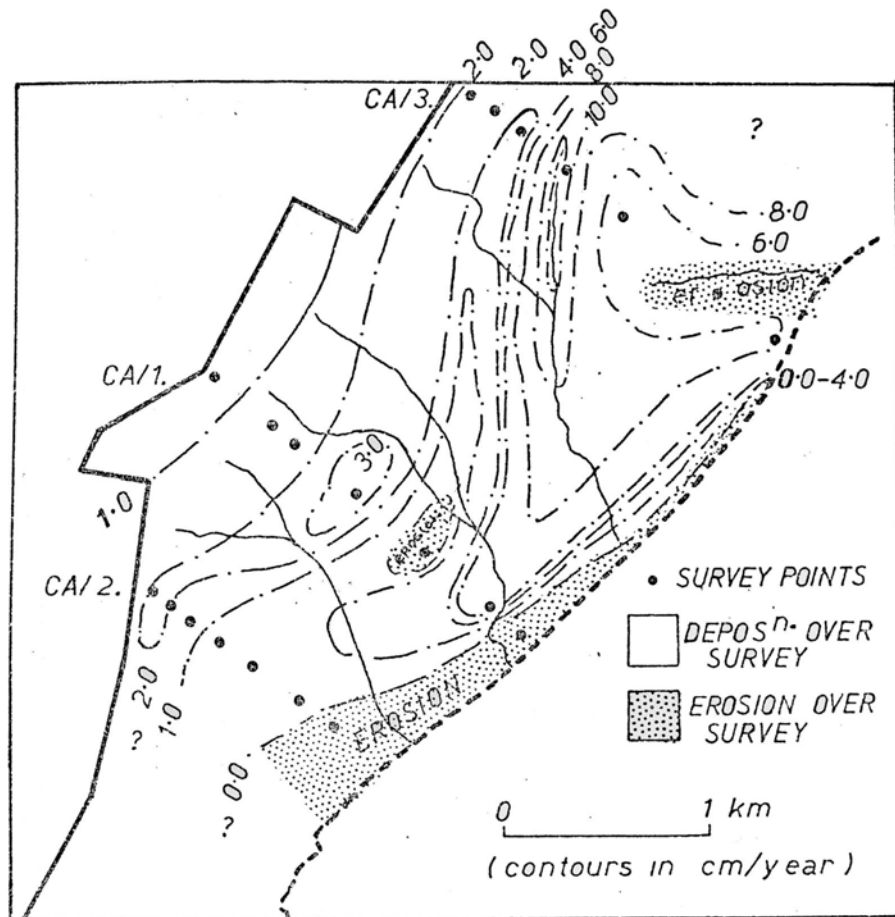 2·0
2·0
4·0
6·0
8·0
10·0
CA/3.
?
8·0
6·0
erosion
CA/1.
0·0-4·0
3·0
1·0
CA/2.
• SURVEY POINTS
DEPOSⁿ· OVER
SURVEY
EROSION OVER
SURVEY
EROSION
2·0
1·0
?
0·0
?
0 1 km
(contours in cm/year)